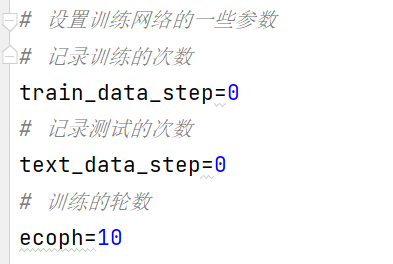 # 设置训练网络的一些参数
# 记录训练的次数
train_data_step=0
# 记录测试的次数
text_data_step=0
# 训练的轮数
ecoph=10